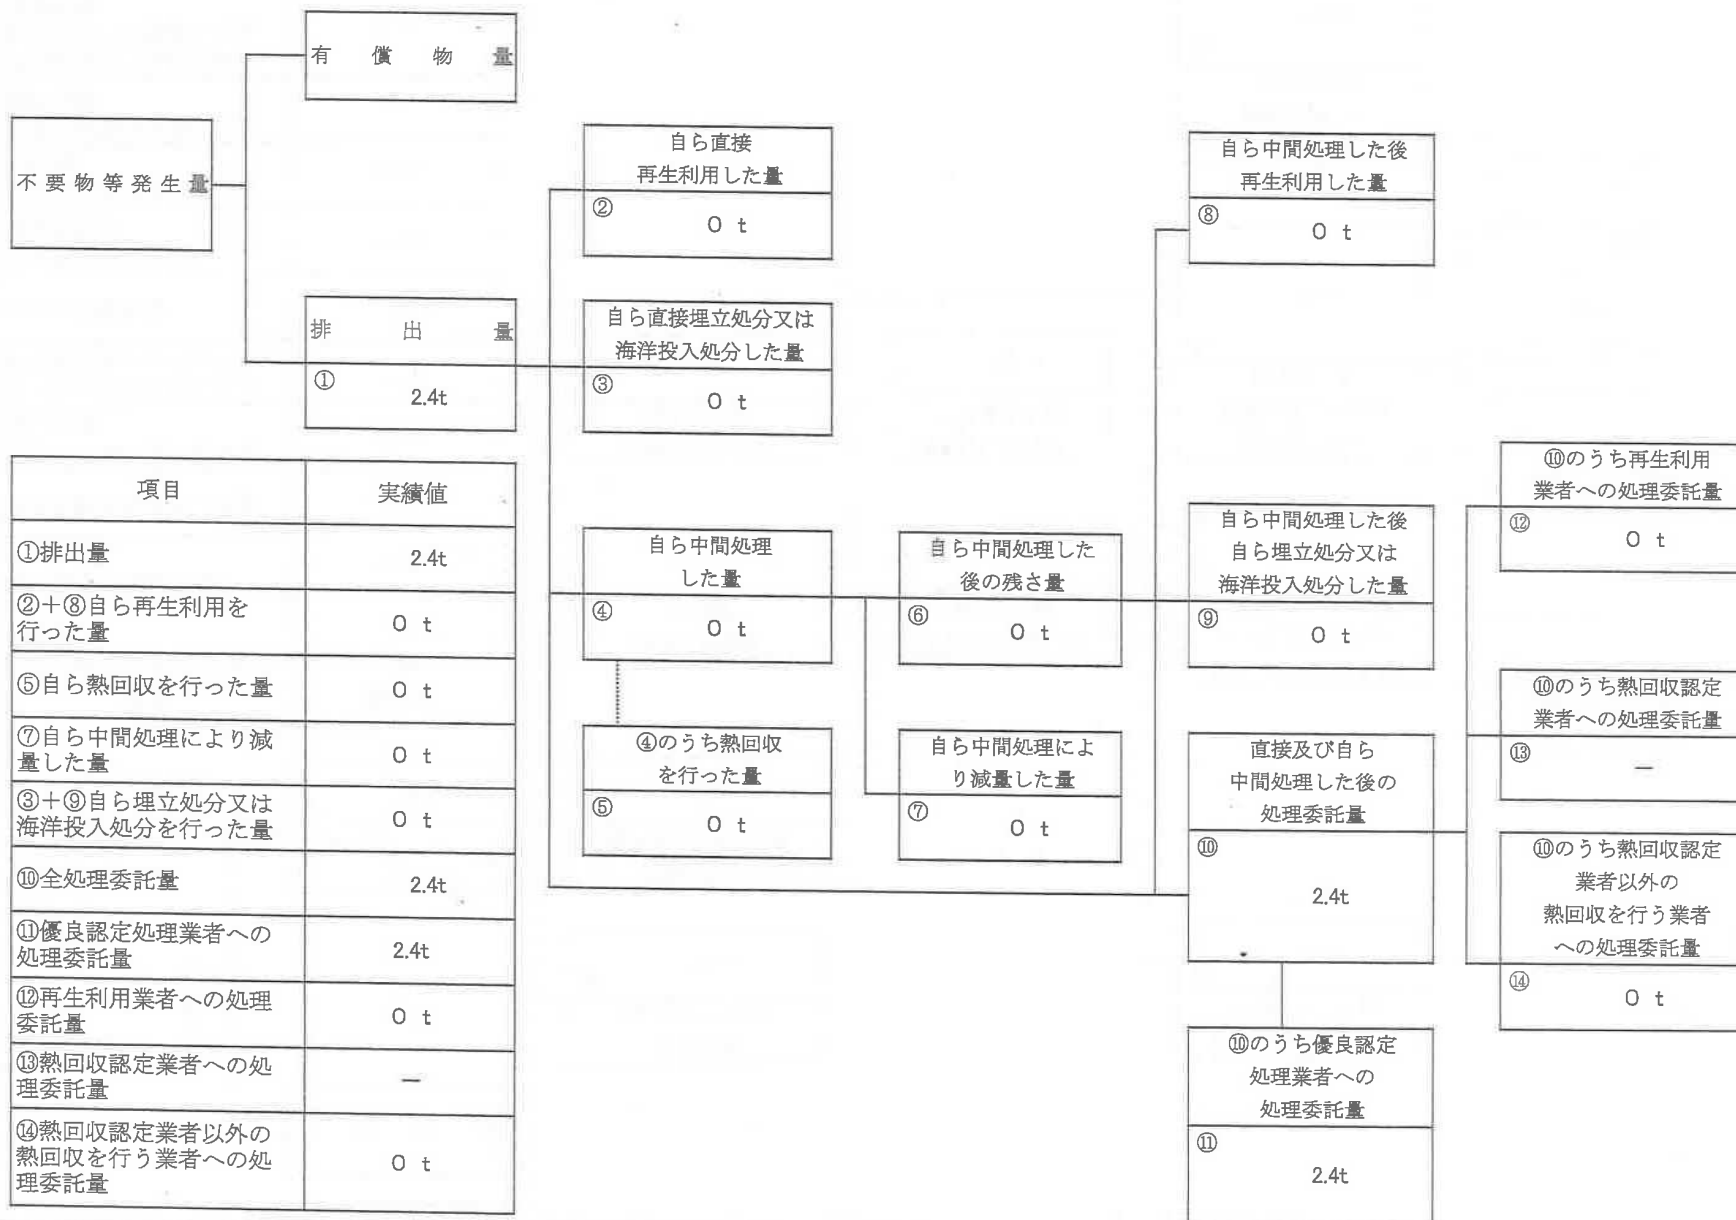 有償物量
不要物等発生量
排出量
①
2.4t
自ら直接
再生利用した量
②
0 t
自ら直接埋立処分又は
海洋投入処分した量
③
0 t
自ら中間処理
した量
④
0 t
④のうち熱回収
を行った量
⑤
0 t
自ら中間処理した
後の残さ量
⑥
0 t
自ら中間処理によ
り減量した量
⑦
0 t
自ら中間処理した後
再生利用した量
⑧
0 t
自ら中間処理した後
自ら埋立処分又は
海洋投入処分した量
⑨
0 t
直接及び自ら
中間処理した後の
処理委託量
⑩
2.4t
⑩のうち優良認定
処理業者への
処理委託量
⑪
2.4t
⑩のうち再生利用
業者への処理委託量
⑫
0 t
⑩のうち熱回収認定
業者への処理委託量
⑬
－
⑩のうち熱回収認定
業者以外の
熱回収を行う業者
への処理委託量
⑭
0 t
項目 実績値
①排出量 2.4t
②＋⑧自ら再生利用を
行った量 0 t
⑤自ら熱回収を行った量 0 t
⑦自ら中間処理により減
量した量 0 t
③＋⑨自ら埋立処分又は
海洋投入処分を行った量 0 t
⑩全処理委託量 2.4t
⑪優良認定処理業者への
処理委託量 2.4t
⑫再生利用業者への処理
委託量 0 t
⑬熱回収認定業者への処
理委託量 －
⑭熱回収認定業者以外の
熱回収を行う業者への処
理委託量 0 t